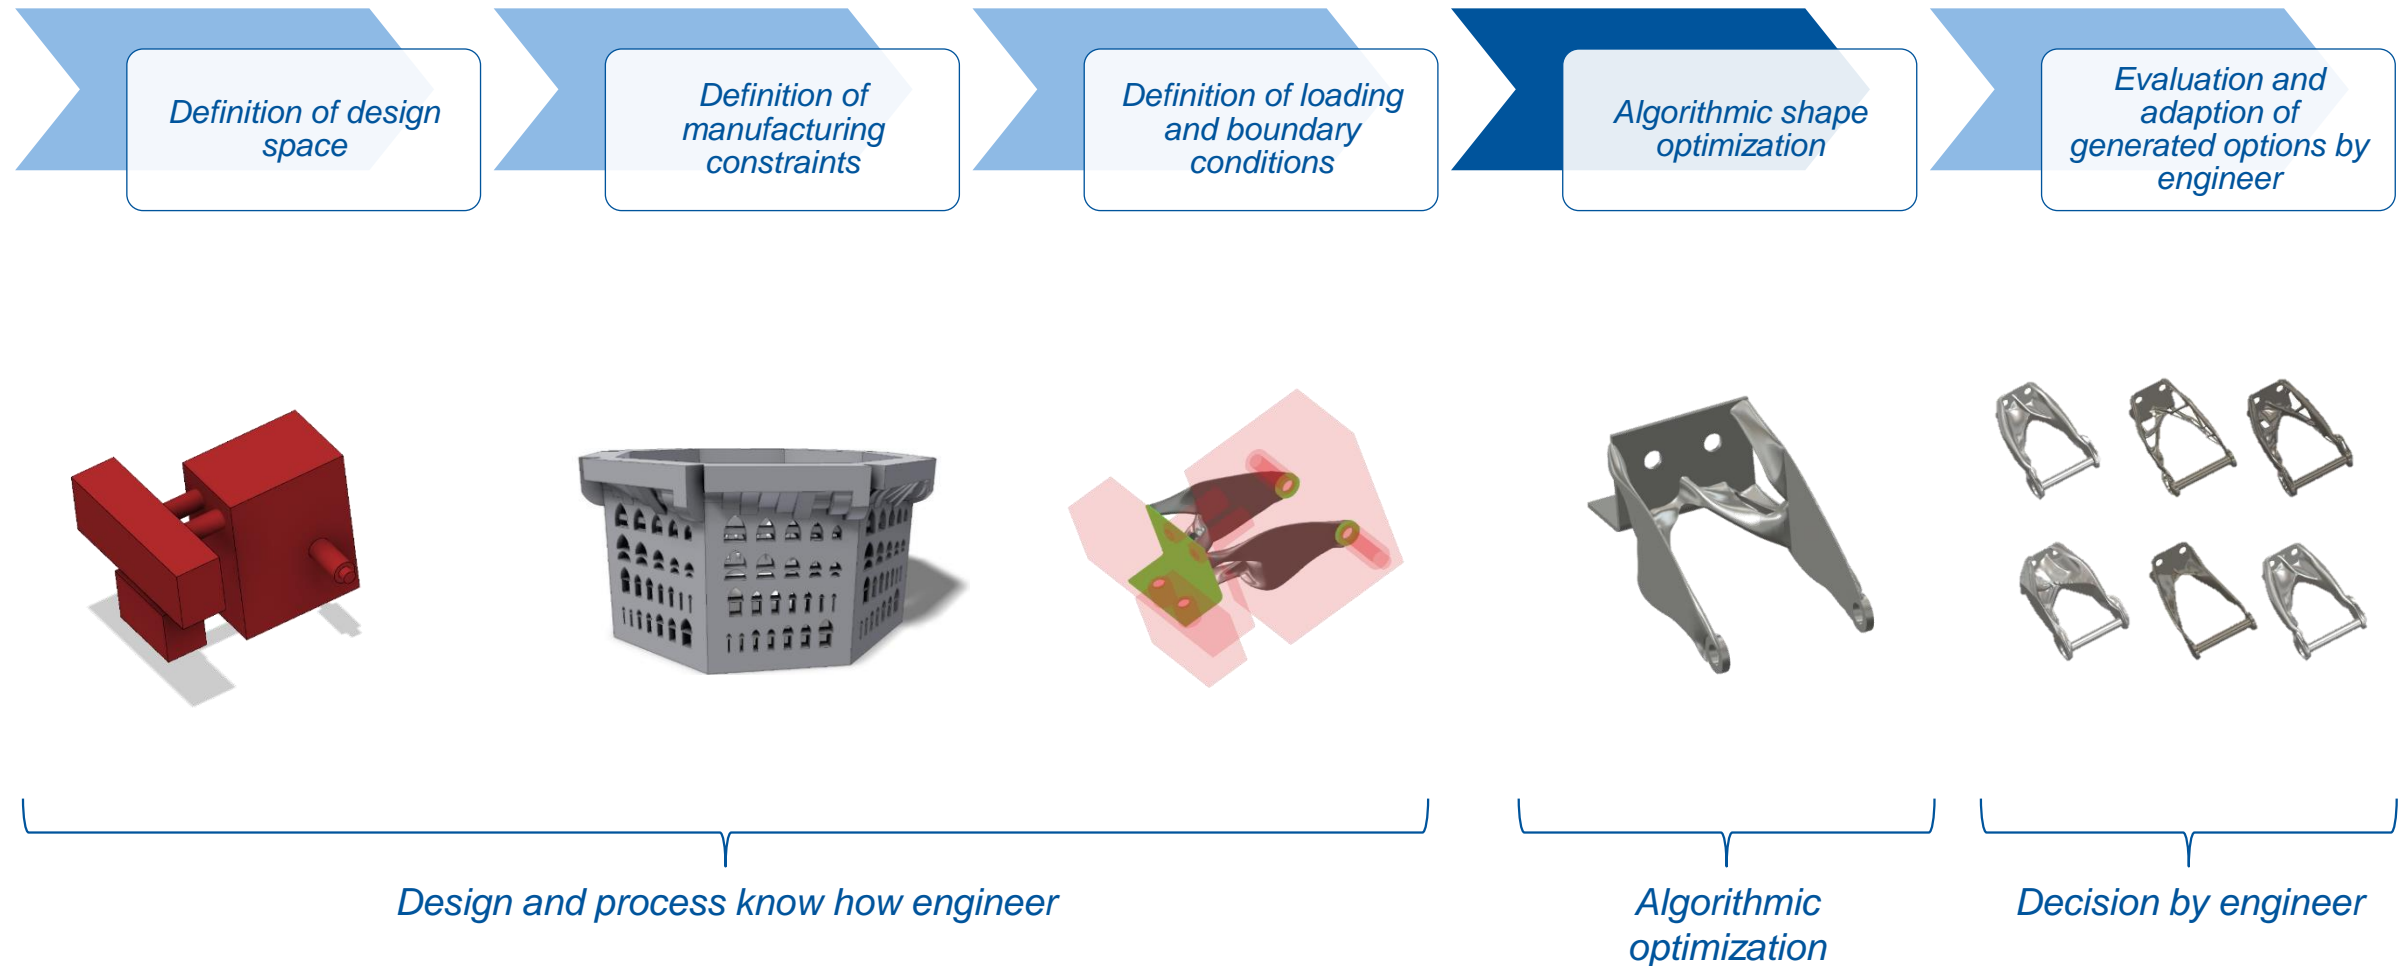 Definition of design
space
Definition of
manufacturing
constraints
Definition of loading
and boundary
conditions
Algorithmic shape
optimization
Evaluation and
adaption of
generated options by
engineer
Design and process know how engineer
Algorithmic
optimization
Decision by engineer